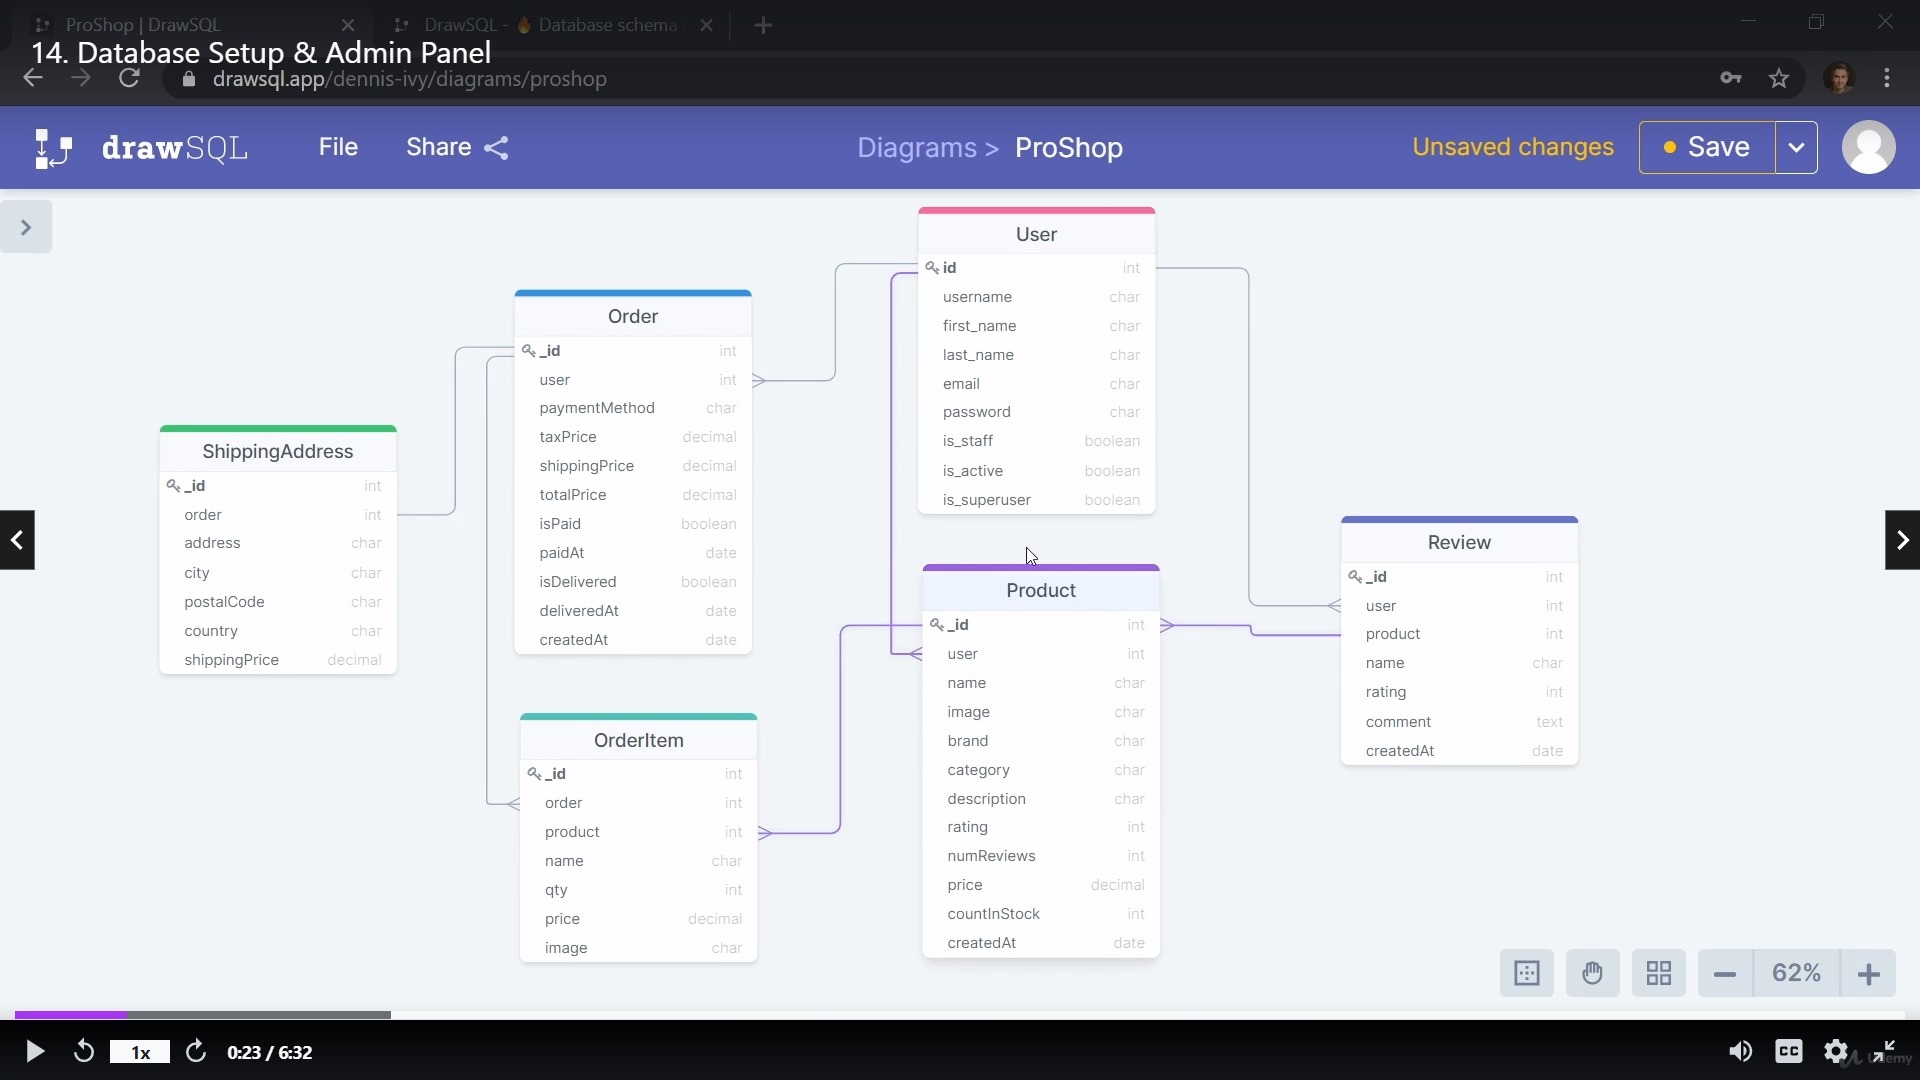 ProShop | DrawSQL
DrawSQL - 🔥 Database schema
14. Database Setup & Admin Panel
drawsql.app/dennis-ivy/diagrams/proshop
drawSQL
File
Share
Diagrams > ProShop
Unsaved changes
Save
User
id int
username char
first_name char
last_name char
email char
password char
is_staff boolean
is_active boolean
is_superuser boolean
Order
_id int
user int
paymentMethod char
taxPrice decimal
shippingPrice decimal
totalPrice decimal
isPaid boolean
paidAt date
isDelivered boolean
deliveredAt date
createdAt date
ShippingAddress
_id int
order int
address char
city char
postalCode char
country char
shippingPrice decimal
Review
_id int
user int
product int
name char
rating int
comment text
createdAt date
Product
_id int
user int
name char
image char
brand char
category char
description char
rating int
numReviews int
price decimal
countInStock int
createdAt date
OrderItem
_id int
order int
product int
name char
qty int
price decimal
image char
62%
1x
0:23 / 6:32
CC
Udemy